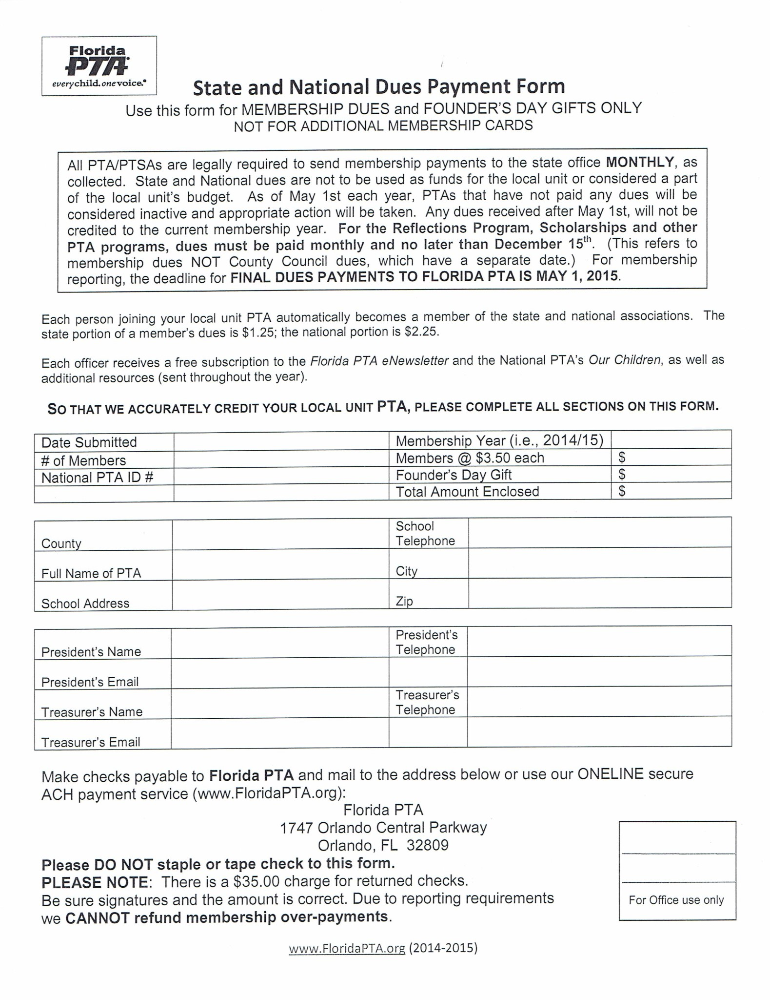 Florida
PTA
everychild.onevoice.®
State and National Dues Payment Form
Use this form for MEMBERSHIP DUES and FOUNDER'S DAY GIFTS ONLY
NOT FOR ADDITIONAL MEMBERSHIP CARDS
All PTA/PTSAs are legally required to send membership payments to the state office MONTHLY, as
collected. State and National dues are not to be used as funds for the local unit or considered a part
of the local unit's budget. As of May 1st each year, PTAs that have not paid any dues will be
considered inactive and appropriate action will be taken. Any dues received after May 1st, will not be
credited to the current membership year. For the Reflections Program, Scholarships and other
PTA programs, dues must be paid monthly and no later than December 15th. (This refers to
membership dues NOT County Council dues, which have a separate date.) For membership
reporting, the deadline for FINAL DUES PAYMENTS TO FLORIDA PTA IS MAY 1, 2015.
Each person joining your local unit PTA automatically becomes a member of the state and national associations. The
state portion of a member's dues is $1.25; the national portion is $2.25.
Each officer receives a free subscription to the Florida PTA eNewsletter and the National PTA's Our Children, as well as
additional resources (sent throughout the year).
SO THAT WE ACCURATELY CREDIT YOUR LOCAL UNIT PTA, PLEASE COMPLETE ALL SECTIONS ON THIS FORM.
Date Submitted Membership Year (i.e., 2014/15)
# of Members Members @ $3.50 each $
National PTA ID # Founder's Day Gift $
Total Amount Enclosed $
County School Telephone
Full Name of PTA City
School Address Zip
President's Name President's Telephone
President's Email
Treasurer's Name Treasurer's Telephone
Treasurer's Email
Make checks payable to Florida PTA and mail to the address below or use our ONELINE secure
ACH payment service (www.FloridaPTA.org):
Florida PTA
1747 Orlando Central Parkway
Orlando, FL 32809
Please DO NOT staple or tape check to this form.
PLEASE NOTE: There is a $35.00 charge for returned checks.
Be sure signatures and the amount is correct. Due to reporting requirements
we CANNOT refund membership over-payments.
For Office use only
www.FloridaPTA.org (2014-2015)